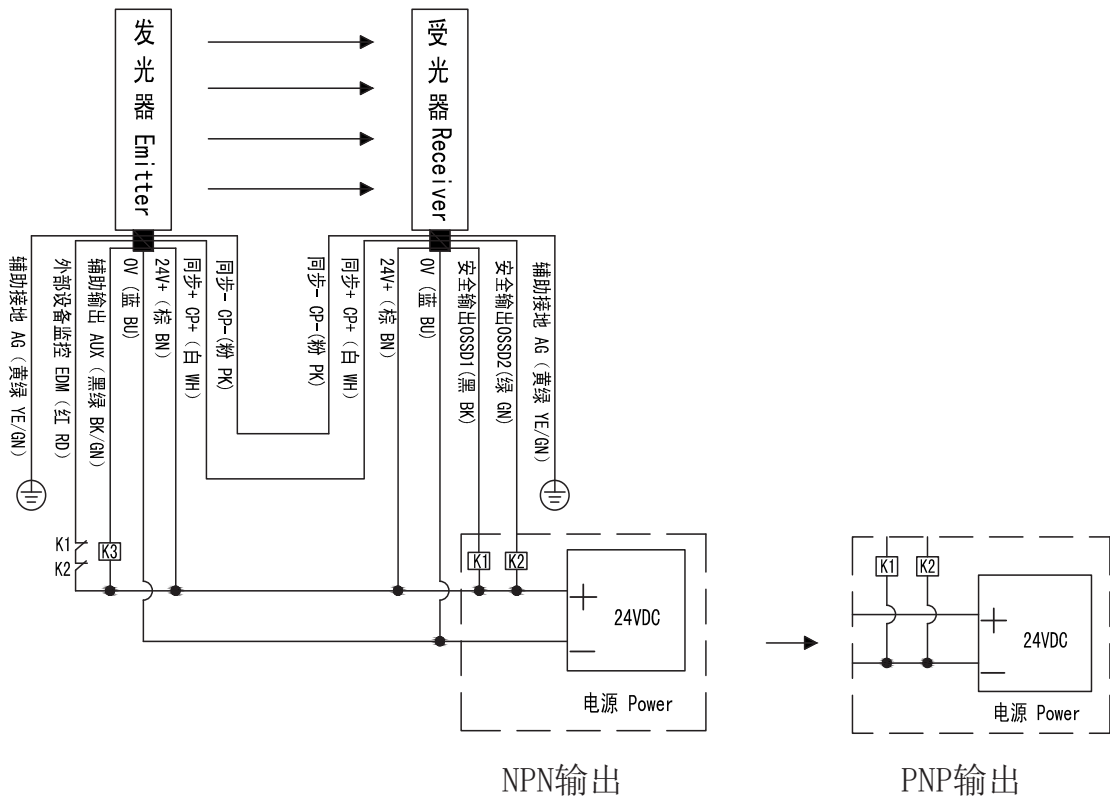 发光器 Emitter
受光器 Receiver
辅助接地 AG（黄绿 YE/GN）
外部设备监控 EDM（红 RD）
辅助输出 AUX（黑绿 BK/GN）
0V（蓝 BU）
24V+（棕 BN）
同步+ CP+（白 WH）
同步- CP-(粉 PK)
同步- CP-(粉 PK)
同步+ CP+（白 WH）
24V+（棕 BN）
0V（蓝 BU）
安全输出OSSD1(黑 BK)
安全输出OSSD2(绿 GN)
辅助接地 AG（黄绿 YE/GN）
K1
K2
K3
K1
K2
+
24VDC
-
电源 Power
K1
K2
+
24VDC
-
电源 Power
NPN输出
PNP输出